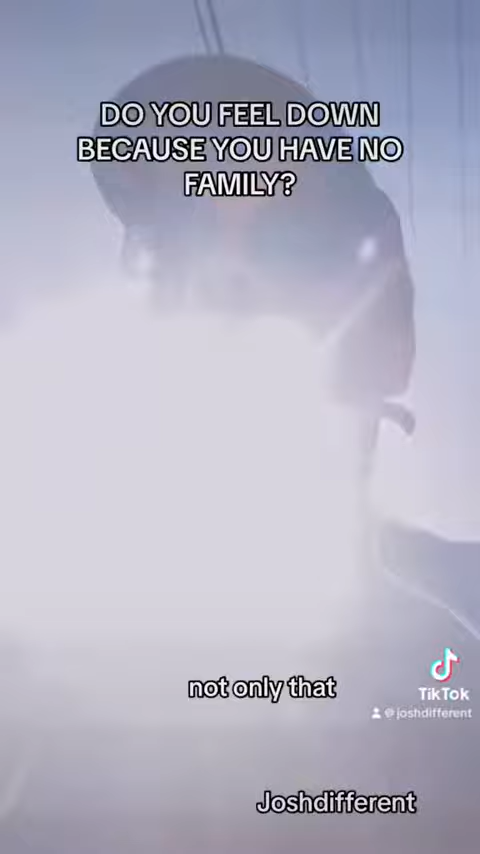 DO YOU FEEL DOWN
BECAUSE YOU HAVE NO
FAMILY?
not only that
TikTok
@joshdifferent
Joshdifferent